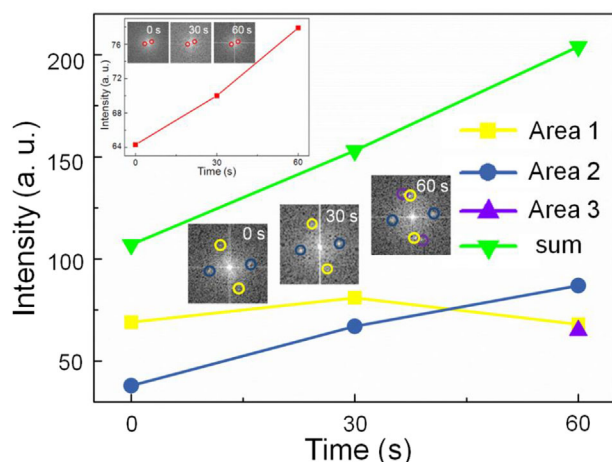 0 s 30 s 60 s
76
72
68
64
Intensity (a. u.)
0 30 60
Time (s)
200
150
100
50
Intensity (a. u.)
Area 1
Area 2
Area 3
sum
0 s
30 s
60 s
0 30 60
Time (s)